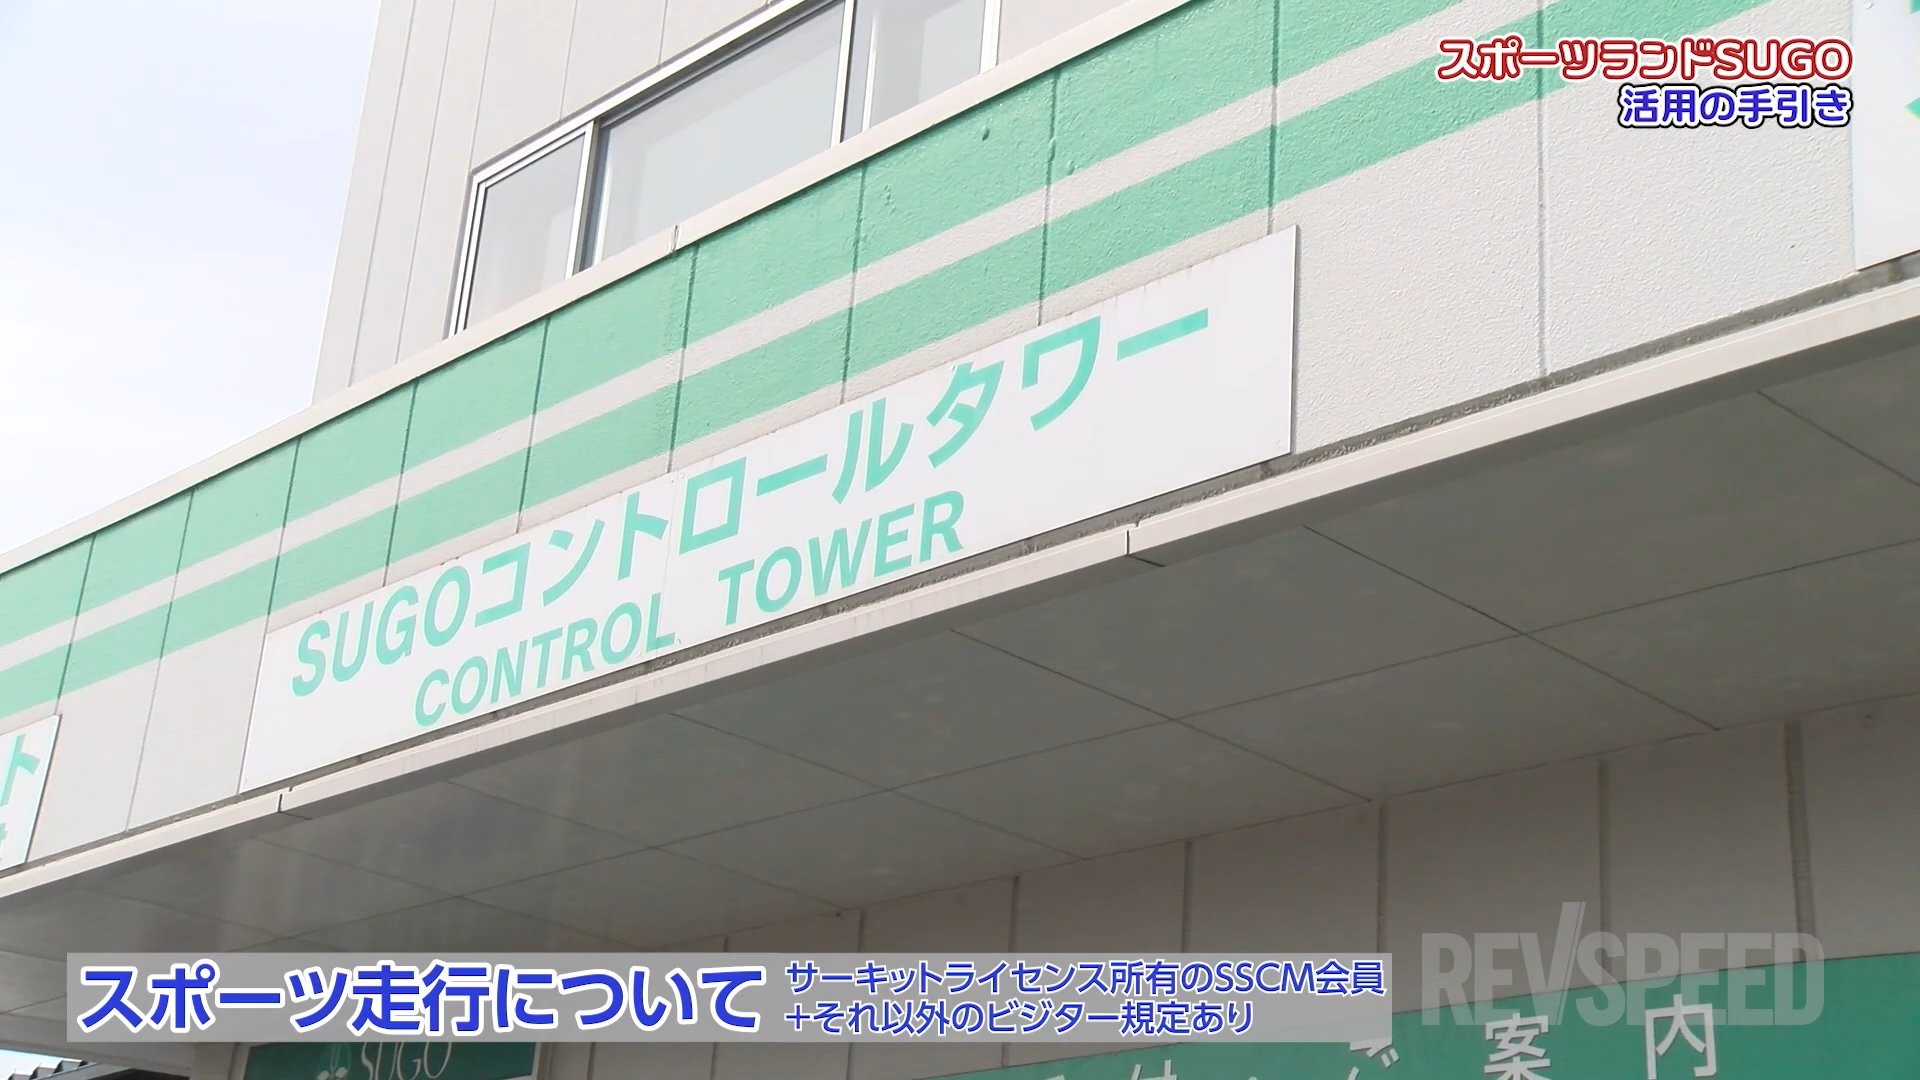 スポーツランドSUGO
活用の手引き
SUGOコントロールタワー
CONTROL TOWER
ト
スポーツ走行について
サーキットライセンス所有のSSCM会員
+それ以外のビジター規定あり
REVSPEED
SUGO
ご案内